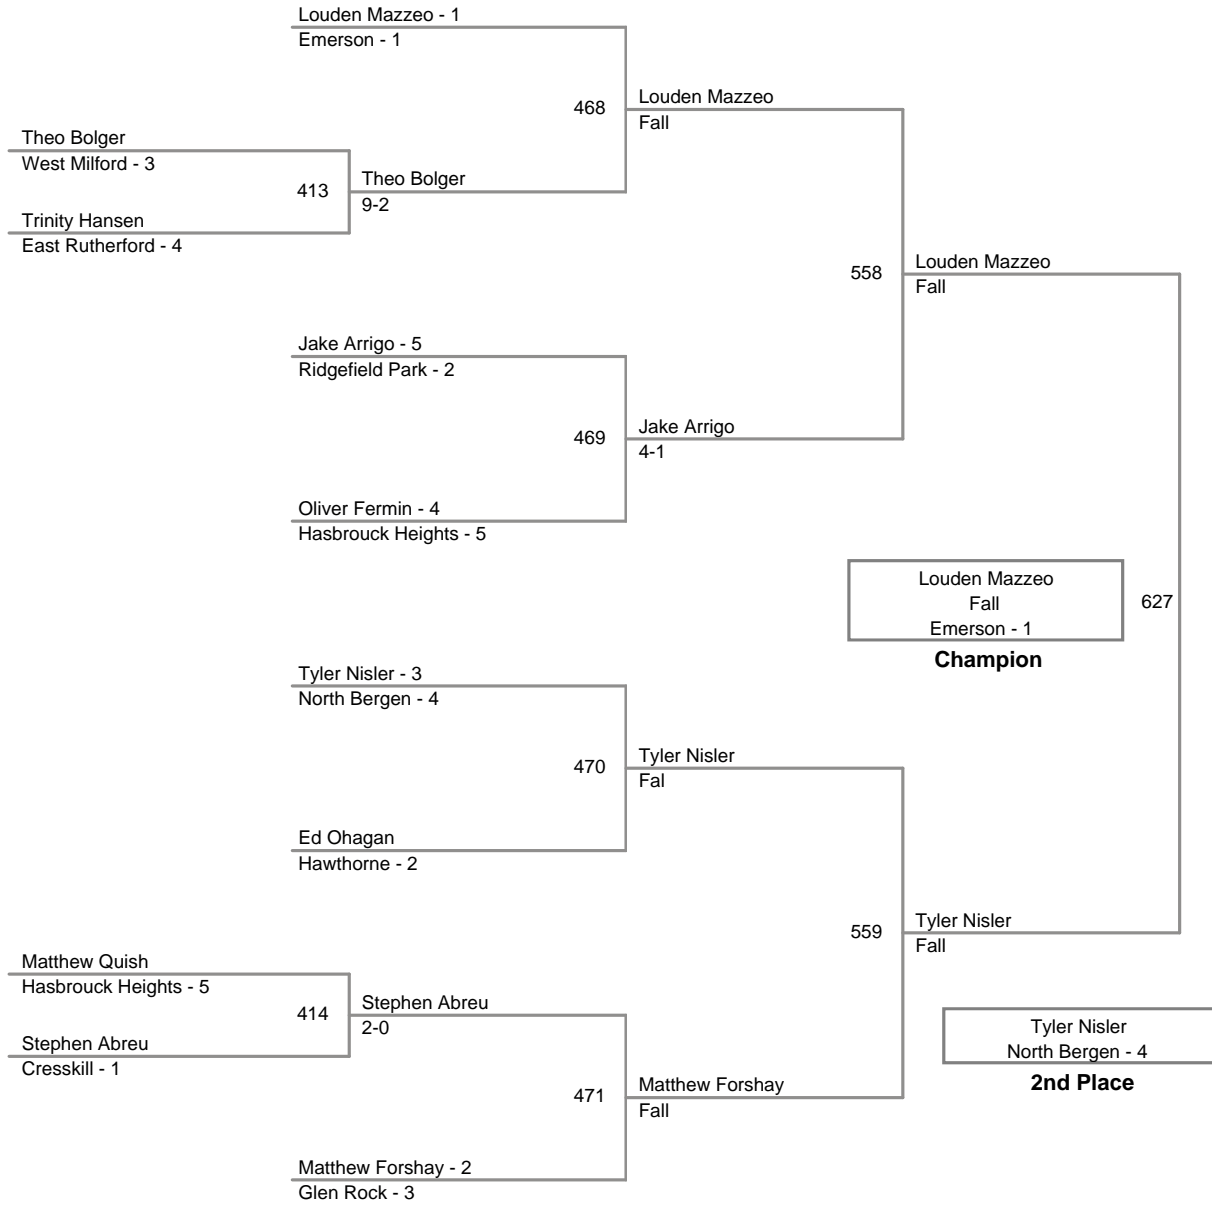 Louden Mazzeo - 1
Emerson - 1
468
Louden Mazzeo
Fall
Theo Bolger
West Milford - 3
413
Theo Bolger
9-2
Trinity Hansen
East Rutherford - 4
558
Louden Mazzeo
Fall
Jake Arrigo - 5
Ridgefield Park - 2
469
Jake Arrigo
4-1
Oliver Fermin - 4
Hasbrouck Heights - 5
Louden Mazzeo
Fall
Emerson - 1
627
Champion
Tyler Nisler - 3
North Bergen - 4
470
Tyler Nisler
Fal
Ed Ohagan
Hawthorne - 2
559
Tyler Nisler
Fall
Matthew Quish
Hasbrouck Heights - 5
414
Stephen Abreu
2-0
Stephen Abreu
Cresskill - 1
Tyler Nisler
North Bergen - 4
2nd Place
471
Matthew Forshay
Fall
Matthew Forshay - 2
Glen Rock - 3